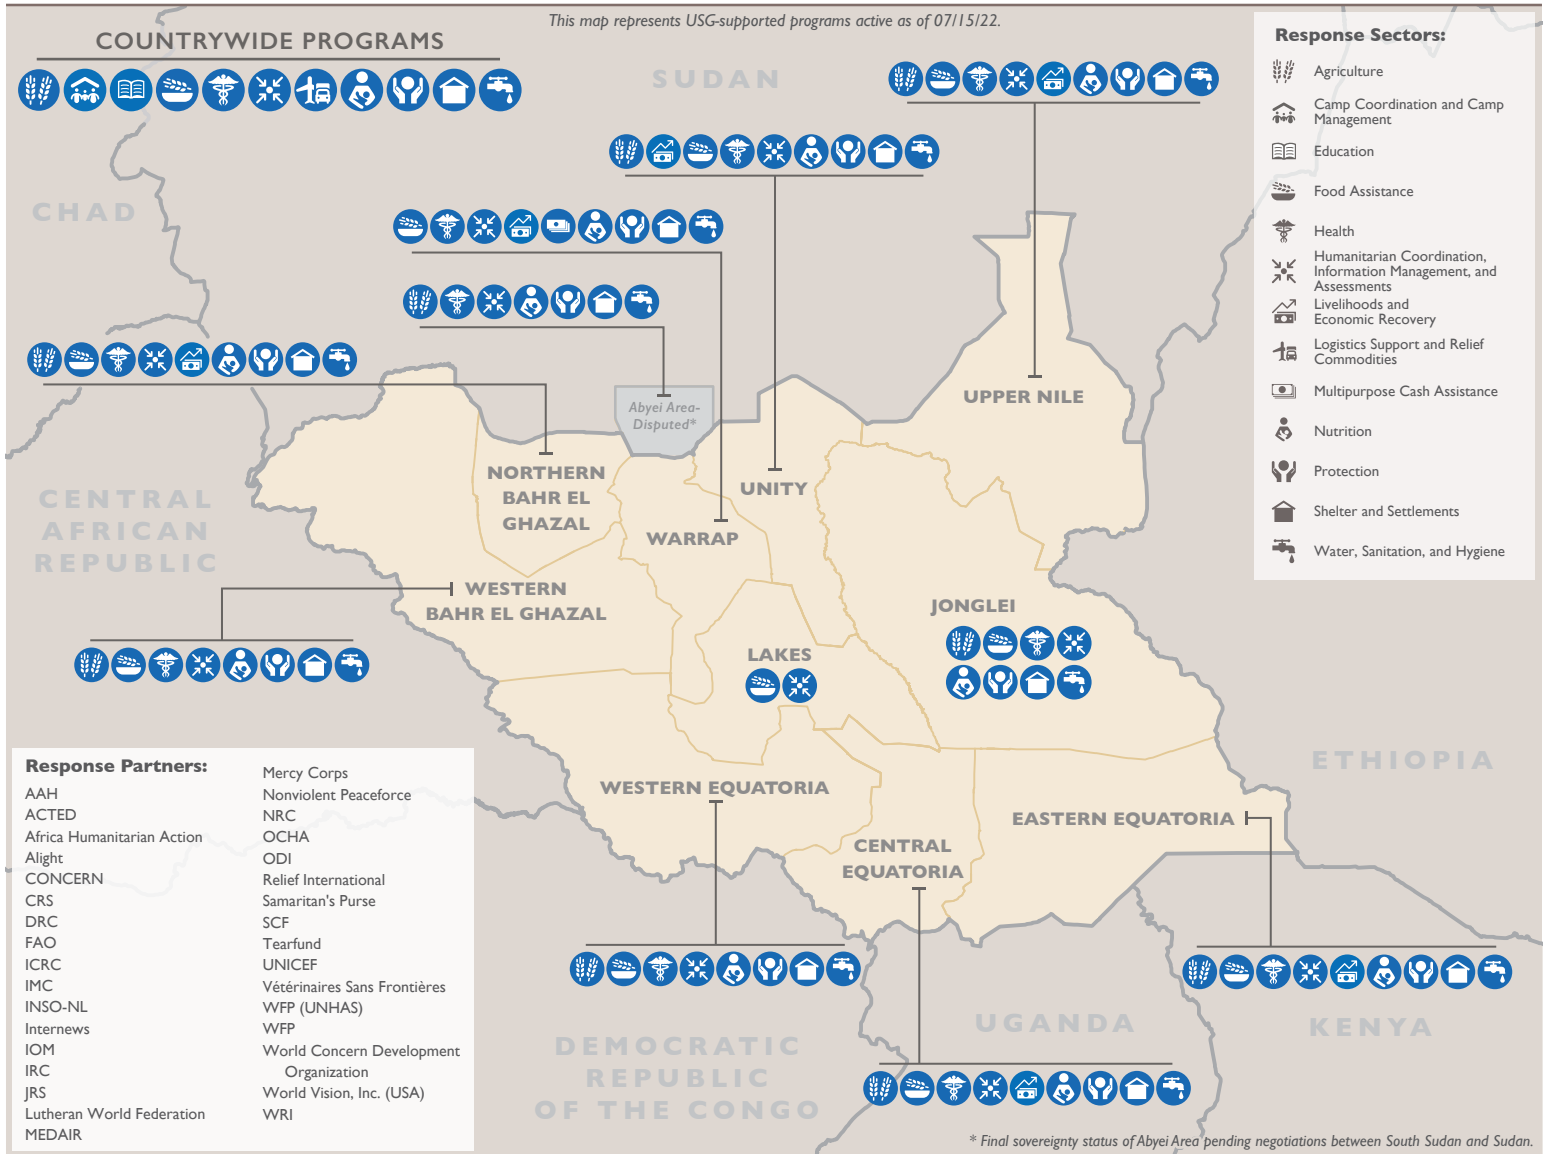 This map represents USG-supported programs active as of 07/15/22.
COUNTRYWIDE PROGRAMS
Response Sectors:
Agriculture
Camp Coordination and Camp
Management
Education
Food Assistance
Health
Humanitarian Coordination,
Information Management, and
Assessments
Livelihoods and
Economic Recovery
Logistics Support and Relief
Commodities
Multipurpose Cash Assistance
Nutrition
Protection
Shelter and Settlements
Water, Sanitation, and Hygiene
SUDAN
CHAD
CENTRAL
AFRICAN
REPUBLIC
Abyei Area-
Disputed*
UPPER NILE
NORTHERN
BAHR EL
GHAZAL
UNITY
WARRAP
WESTERN
BAHR EL GHAZAL
JONGLEI
LAKES
WESTERN EQUATORIA
EASTERN EQUATORIA
CENTRAL
EQUATORIA
ETHIOPIA
UGANDA
KENYA
DEMOCRATIC
REPUBLIC
OF THE CONGO
Response Partners:
AAH
ACTED
Africa Humanitarian Action
Alight
CONCERN
CRS
DRC
FAO
ICRC
IMC
INSO-NL
Internews
IOM
IRC
JRS
Lutheran World Federation
MEDAIR
Mercy Corps
Nonviolent Peaceforce
NRC
OCHA
ODI
Relief International
Samaritan's Purse
SCF
Tearfund
UNICEF
Vétérinaires Sans Frontières
WFP (UNHAS)
WFP
World Concern Development
Organization
World Vision, Inc. (USA)
WRI
* Final sovereignty status of Abyei Area pending negotiations between South Sudan and Sudan.